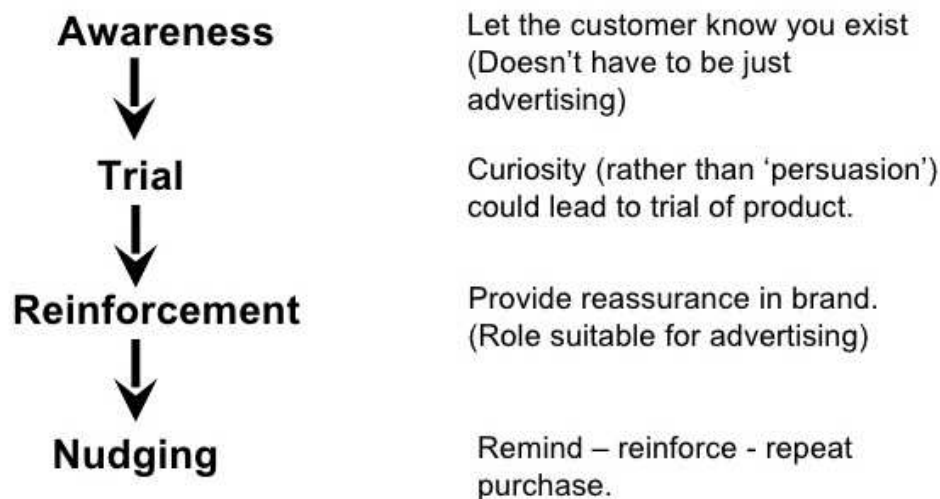 Awareness
Let the customer know you exist
(Doesn't have to be just
advertising)
Trial
Curiosity (rather than ‘persuasion’)
could lead to trial of product.
Reinforcement
Provide reassurance in brand.
(Role suitable for advertising)
Nudging
Remind – reinforce - repeat
purchase.